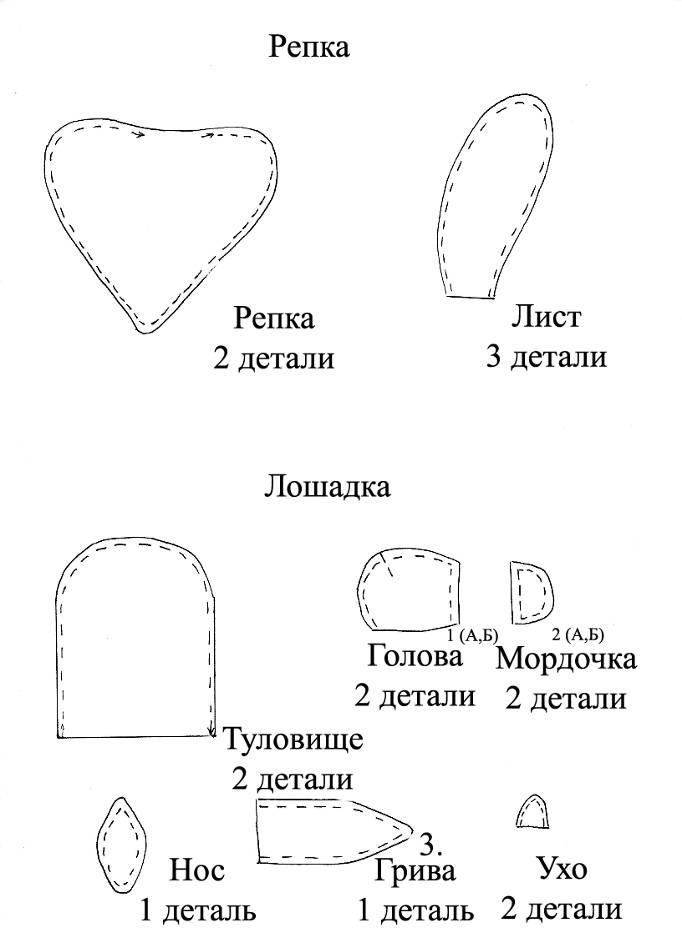 Репка
Репка
2 детали
Лист
3 детали
Лошадка
1 (А,Б)
Голова
2 детали
2 (А,Б)
Мордочка
2 детали
Туловище
2 детали
Нос
1 деталь
3.
Грива
1 деталь
Ухо
2 детали